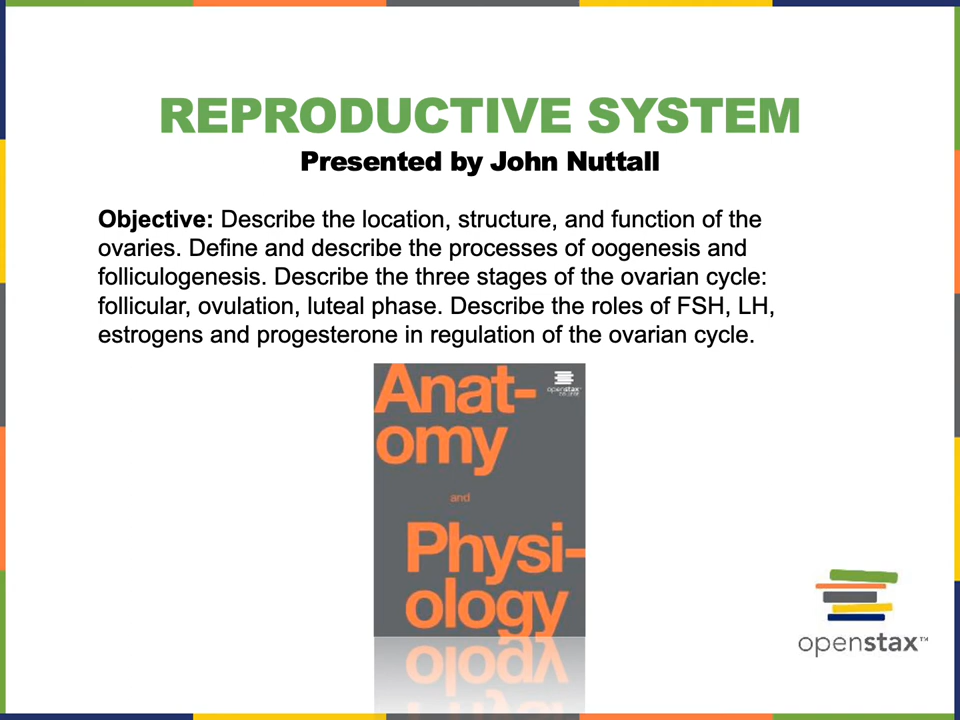 REPRODUCTIVE SYSTEM
Presented by John Nuttall
Objective: Describe the location, structure, and function of the
ovaries. Define and describe the processes of oogenesis and
folliculogenesis. Describe the three stages of the ovarian cycle:
follicular, ovulation, luteal phase. Describe the roles of FSH, LH,
estrogens and progesterone in regulation of the ovarian cycle.
Anat-
omy
and
Physi-
ology
openstax
COLLEGE
openstax™